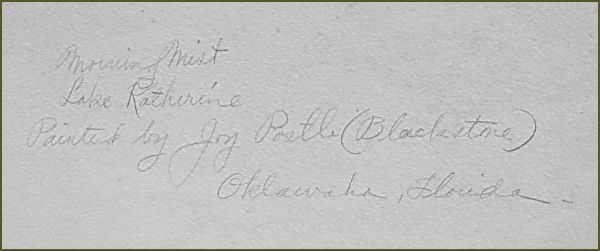 Morning Mist
Lake Katherine
Painted by Joy Postle (Blackstone)
Oklawaha, Florida -